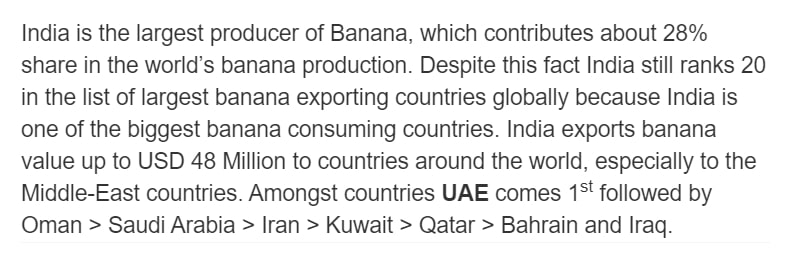 India is the largest producer of Banana, which contributes about 28%
share in the world's banana production. Despite this fact India still ranks 20
in the list of largest banana exporting countries globally because India is
one of the biggest banana consuming countries. India exports banana
value up to USD 48 Million to countries around the world, especially to the
Middle-East countries. Amongst countries UAE comes 1st followed by
Oman > Saudi Arabia > Iran > Kuwait > Qatar > Bahrain and Iraq.